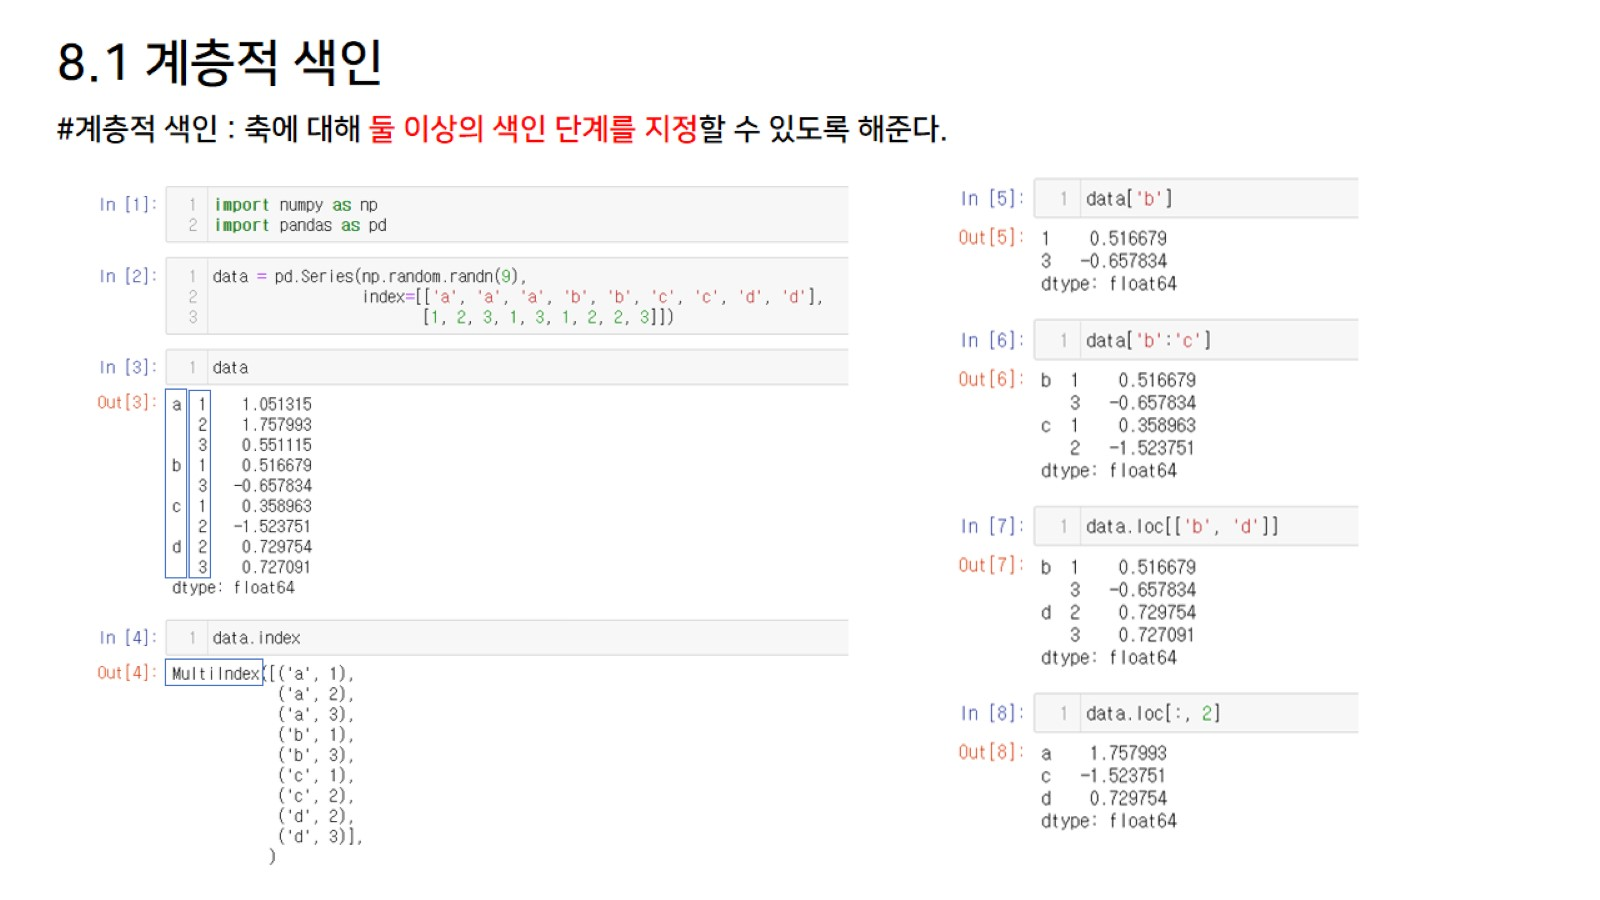 8.1 계층적 색인
#계층적 색인 : 축에 대해 둘 이상의 색인 단계를 지정할 수 있도록 해준다.
In [1]:
1 import numpy as np
2 import pandas as pd
In [2]:
1 data = pd.Series(np.random.randn(9),
2 index=[['a', 'a', 'a', 'b', 'b', 'c', 'c', 'd', 'd'],
3 [1, 2, 3, 1, 3, 1, 2, 2, 3]])
In [3]: 1 data
Out[3]: a 1 1.051315
2 1.757993
3 0.551115
b 1 0.516679
3 -0.657834
c 1 0.358963
2 -1.523751
d 2 0.729754
3 0.727091
dtype: float64
In [4]: 1 data.index
Out[4]: MultiIndex([('a', 1),
('a', 2),
('a', 3),
('b', 1),
('b', 3),
('c', 1),
('c', 2),
('d', 2),
('d', 3)],
)
In [5]: 1 data['b']
Out[5]: 1 0.516679
3 -0.657834
dtype: float64
In [6]: 1 data['b':'c']
Out[6]: b 1 0.516679
3 -0.657834
c 1 0.358963
2 -1.523751
dtype: float64
In [7]: 1 data.loc[['b', 'd']]
Out[7]: b 1 0.516679
3 -0.657834
d 2 0.729754
3 0.727091
dtype: float64
In [8]: 1 data.loc[:, 2]
Out[8]: a 1.757993
c -1.523751
d 0.729754
dtype: float64